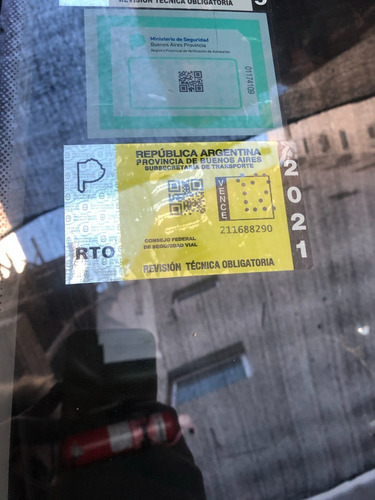 REVISIÓN TÉCNICA OBLIGATORIA
Ministerio de Seguridad
Buenos Aires Provincia
01174109
REPÚBLICA ARGENTINA
PROVINCIA DE BUENOS AIRES
SUBSECRETARÍA DE TRANSPORTE
P
VENCE
2021
211688290
CONSEJO FEDERAL
DE SEGURIDAD VIAL
RTO
REVISIÓN TÉCNICA OBLIGATORIA